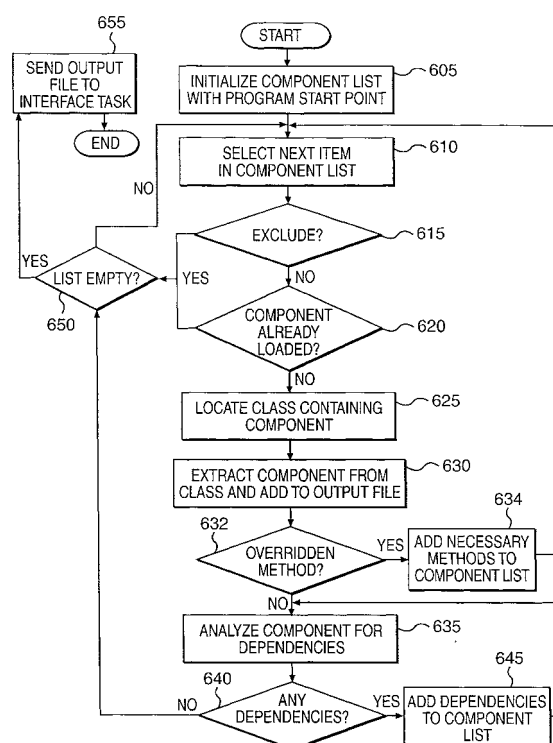 655
START
SEND OUTPUT
FILE TO
INTERFACE TASK
INITIALIZE COMPONENT LIST
WITH PROGRAM START POINT
605
END
SELECT NEXT ITEM
IN COMPONENT LIST
610
NO
EXCLUDE?
615
YES
LIST EMPTY?
YES
NO
650
COMPONENT
ALREADY
LOADED?
620
NO
LOCATE CLASS CONTAINING
COMPONENT
625
EXTRACT COMPONENT FROM
CLASS AND ADD TO OUTPUT FILE
630
632
OVERRIDDEN
METHOD?
YES
634
ADD NECESSARY
METHODS TO
COMPONENT LIST
NO
ANALYZE COMPONENT FOR
DEPENDENCIES
635
640
NO
ANY
DEPENDENCIES?
YES
645
ADD DEPENDENCIES
TO COMPONENT
LIST